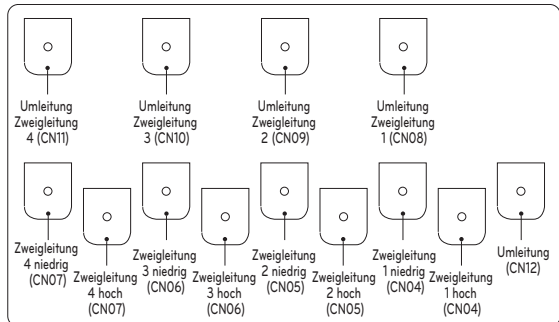 Umleitung
Zweigleitung
4 (CN11)
Umleitung
Zweigleitung
3 (CN10)
Umleitung
Zweigleitung
2 (CN09)
Umleitung
Zweigleitung
1 (CN08)
Zweigleitung
4 niedrig
(CN07)
Zweigleitung
4 hoch
(CN07)
Zweigleitung
3 niedrig
(CN06)
Zweigleitung
3 hoch
(CN06)
Zweigleitung
2 niedrig
(CN05)
Zweigleitung
2 hoch
(CN05)
Zweigleitung
1 niedrig
(CN04)
Zweigleitung
1 hoch
(CN04)
Umleitung
(CN12)